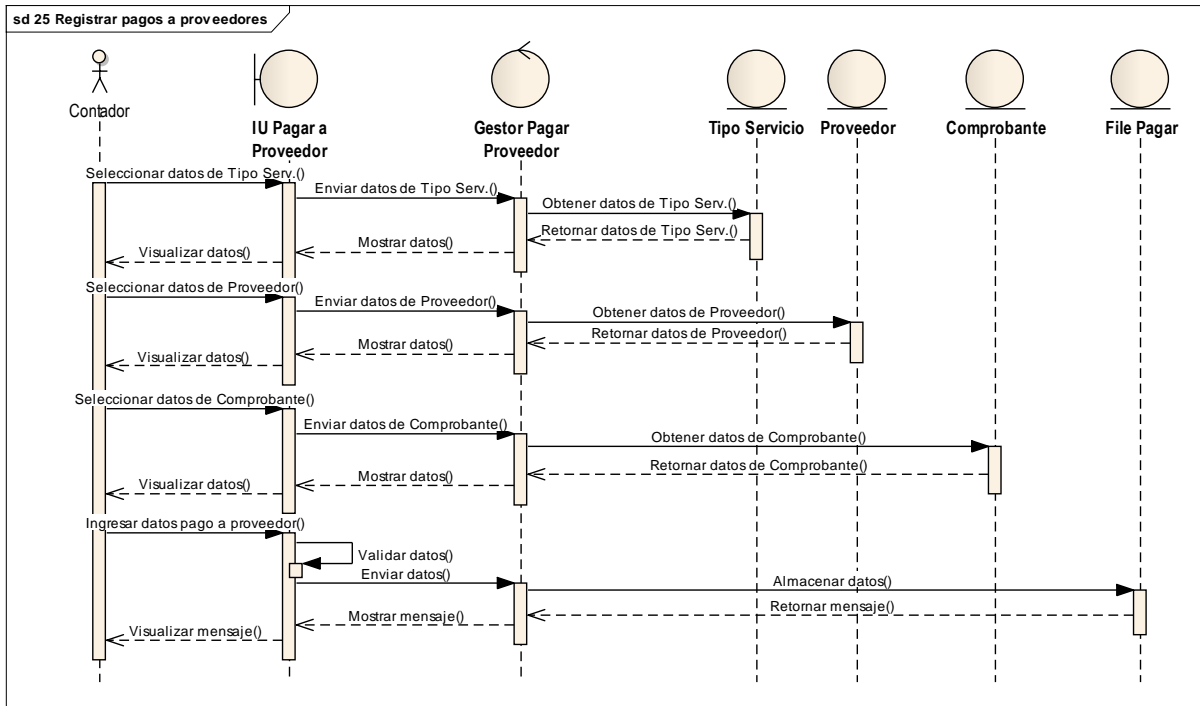 sd 25 Registrar pagos a proveedores
Contador
IU Pagar a
Proveedor
Gestor Pagar
Proveedor
Tipo Servicio
Proveedor
Comprobante
File Pagar
Seleccionar datos de Tipo Serv.()
Enviar datos de Tipo Serv.()
Obtener datos de Tipo Serv.()
Retornar datos de Tipo Serv.()
Mostrar datos()
Visualizar datos()
Seleccionar datos de Proveedor()
Enviar datos de Proveedor()
Obtener datos de Proveedor()
Retornar datos de Proveedor()
Mostrar datos()
Visualizar datos()
Seleccionar datos de Comprobante()
Enviar datos de Comprobante()
Obtener datos de Comprobante()
Retornar datos de Comprobante()
Mostrar datos()
Visualizar datos()
Ingresar datos pago a proveedor()
Validar datos()
Enviar datos()
Almacenar datos()
Retornar mensaje()
Mostrar mensaje()
Visualizar mensaje()